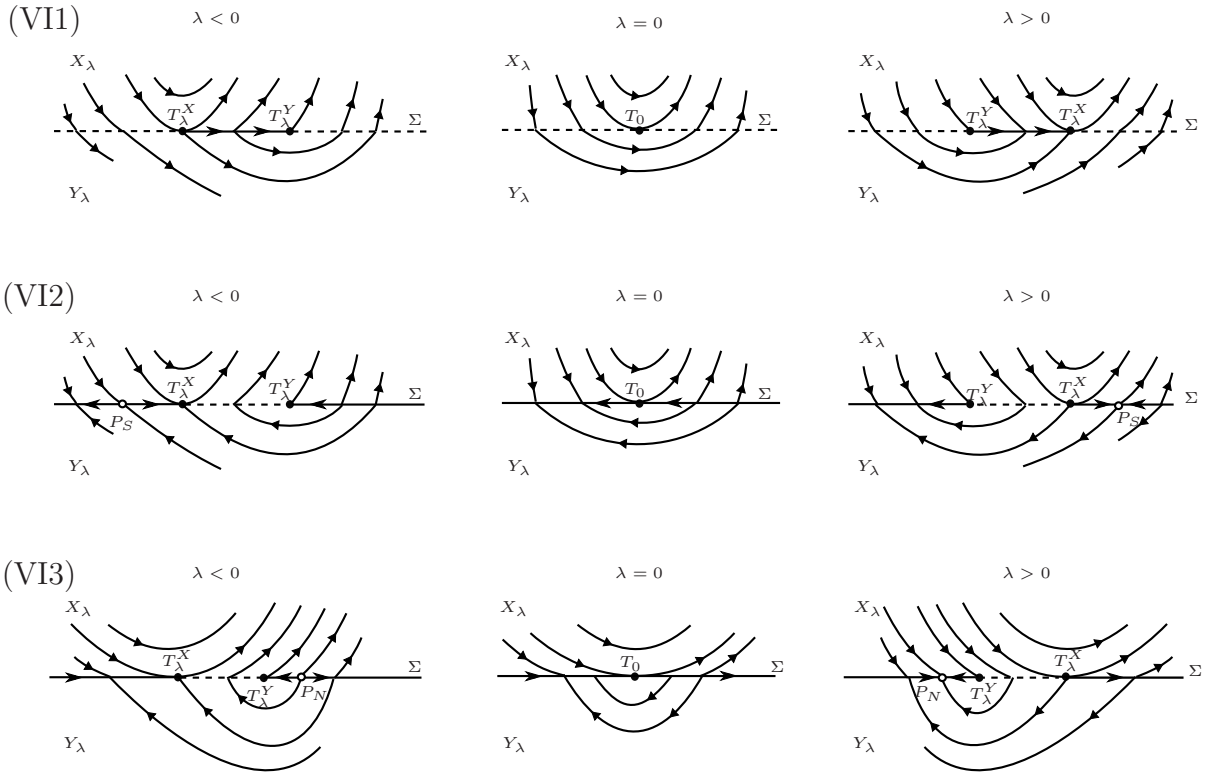 (VI1)
λ < 0
λ = 0
λ > 0
X_λ
T_λ^X
T_λ^Y
Σ
Y_λ
X_λ
T_0
Σ
Y_λ
X_λ
T_λ^Y
T_λ^X
Σ
Y_λ
(VI2)
λ < 0
λ = 0
λ > 0
X_λ
T_λ^X
T_λ^Y
Σ
P_S
Y_λ
X_λ
T_0
Σ
Y_λ
X_λ
T_λ^Y
T_λ^X
Σ
P_S
Y_λ
(VI3)
λ < 0
λ = 0
λ > 0
X_λ
T_λ^X
Σ
T_λ^Y
P_N
Y_λ
X_λ
T_0
Σ
Y_λ
X_λ
T_λ^X
Σ
P_N
T_λ^Y
Y_λ